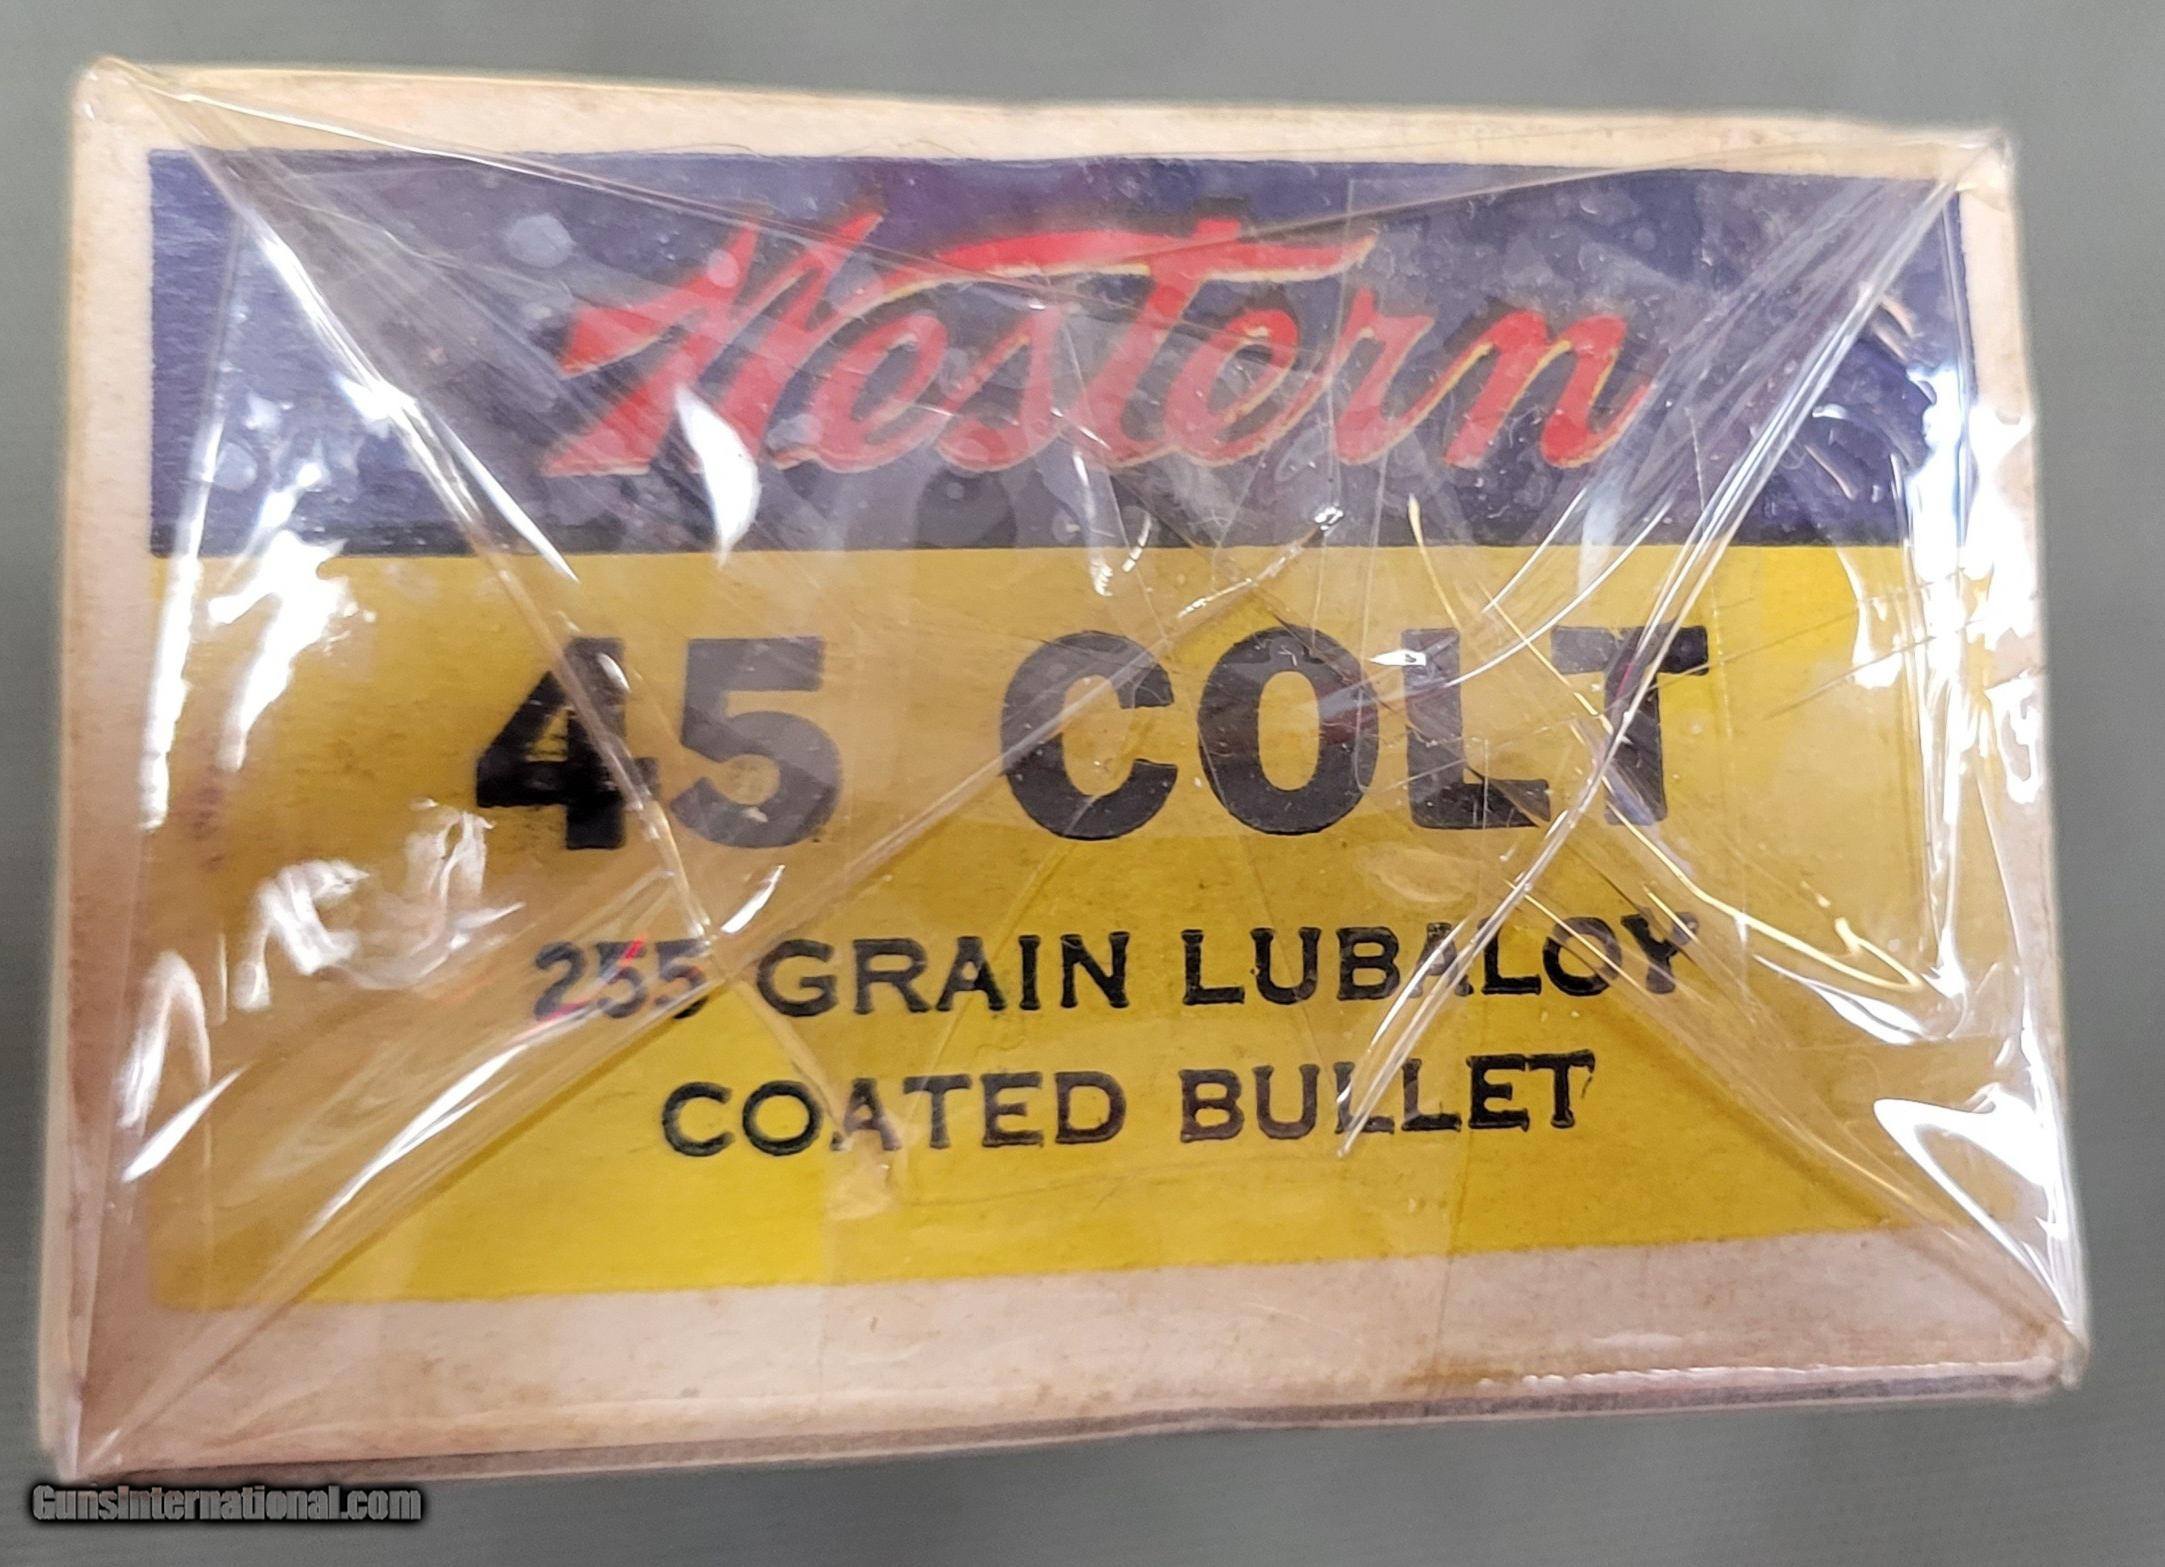 Western
45 COLT
255 GRAIN LUBALOY
COATED BULLET
GunsInternational.com